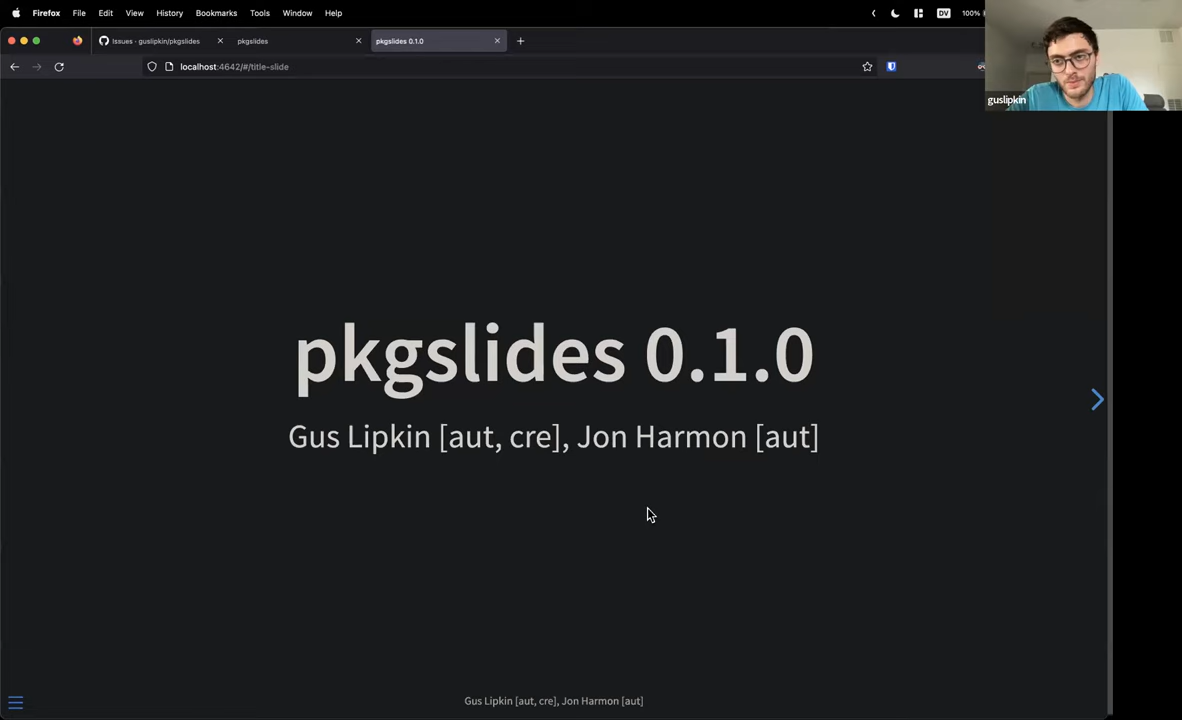 Firefox File Edit View History Bookmarks Tools Window Help DV 100%
Issues · guslipkin/pkgslides pkgslides pkgslides 0.1.0
localhost:4642/#/title-slide
guslipkin
pkgslides 0.1.0
Gus Lipkin [aut, cre], Jon Harmon [aut]
Gus Lipkin [aut, cre], Jon Harmon [aut]